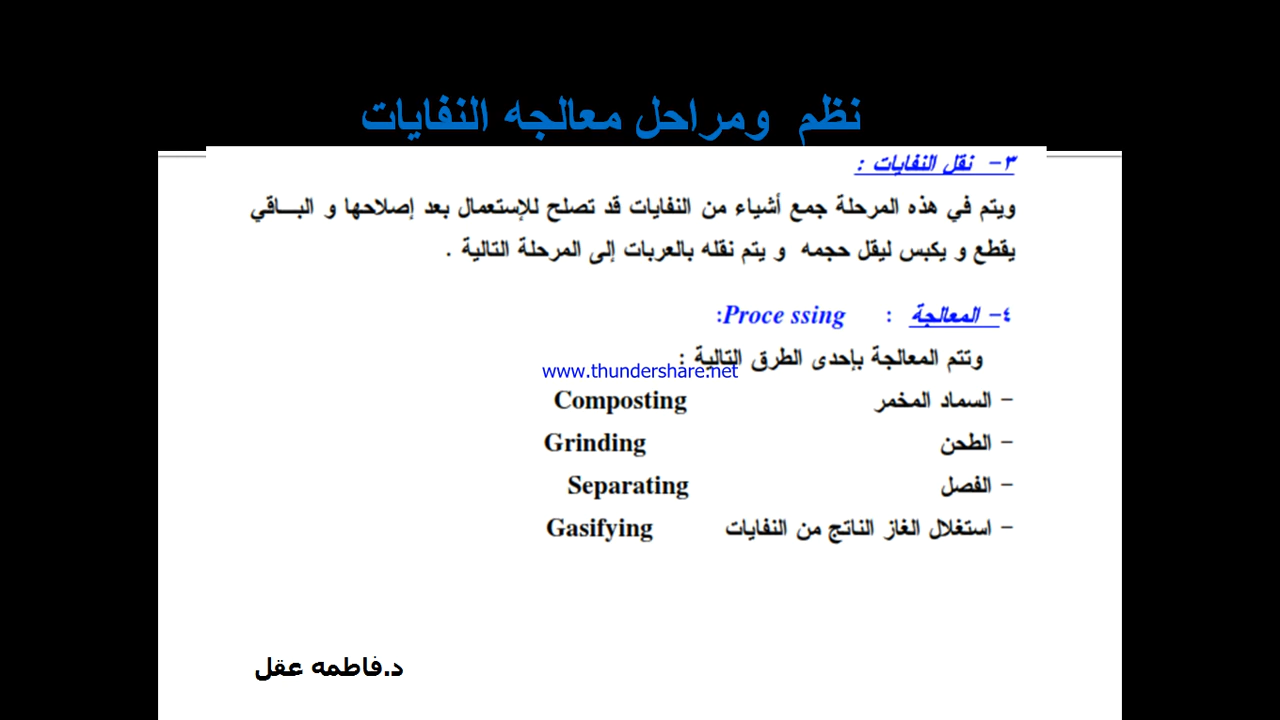 نظم ومراحل معالجه النفايات
٣- نقل النفايات :
ويتم في هذه المرحلة جمع أشياء من النفايات قد تصلح للإستعمال بعد إصلاحها و البـــاقي
يقطع و يكبس ليقل حجمه و يتم نقله بالعربات إلى المرحلة التالية .
٤- المعالجة : Proce ssing:
وتتم المعالجة بإحدى الطرق التالية :
www.thundershare.net
- السماد المخمر Composting
- الطحن Grinding
- الفصل Separating
- استغلال الغاز الناتج من النفايات Gasifying
د.فاطمه عقل